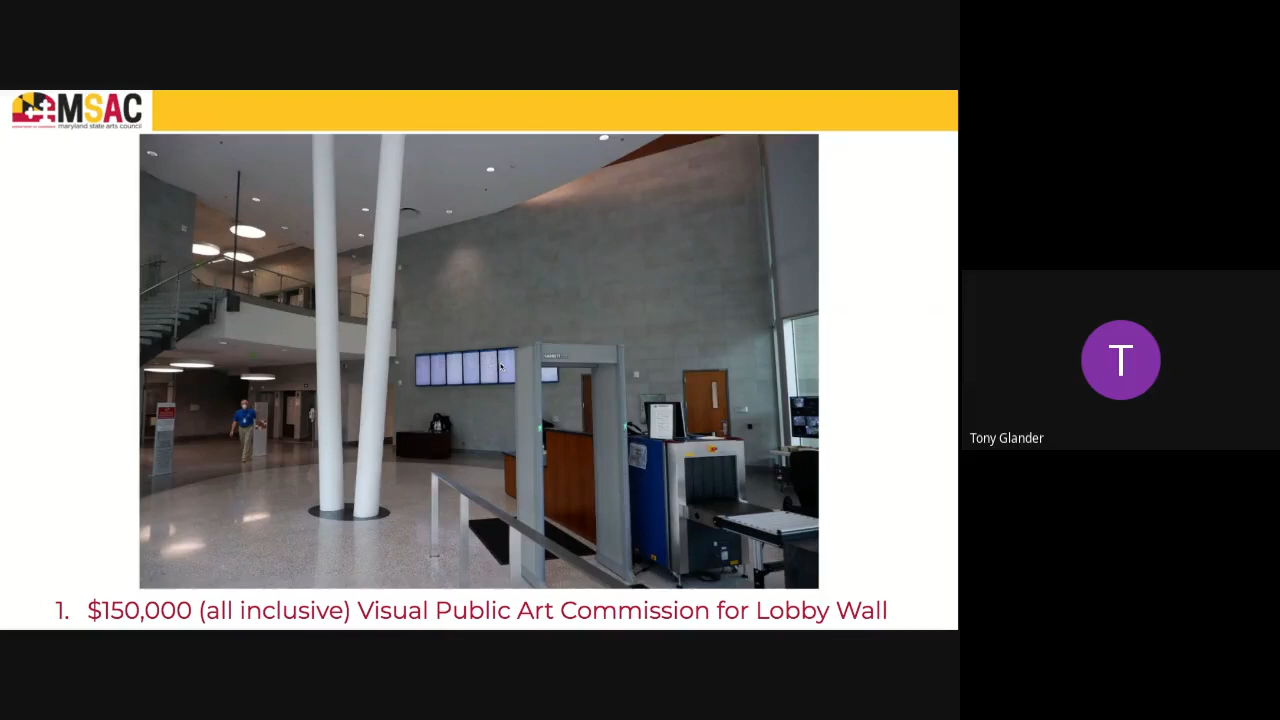 MSAC
maryland state arts council
1. $150,000 (all inclusive) Visual Public Art Commission for Lobby Wall
T
Tony Glander